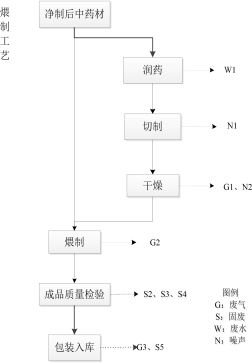 煨制工艺
净制后中药材
润药
W1
切制
N1
干燥
G1、N2
煨制
G2
成品质量检验
S2、S3、S4
包装入库
G3、S5
图例
G：废气
S：固废
W：废水
N：噪声